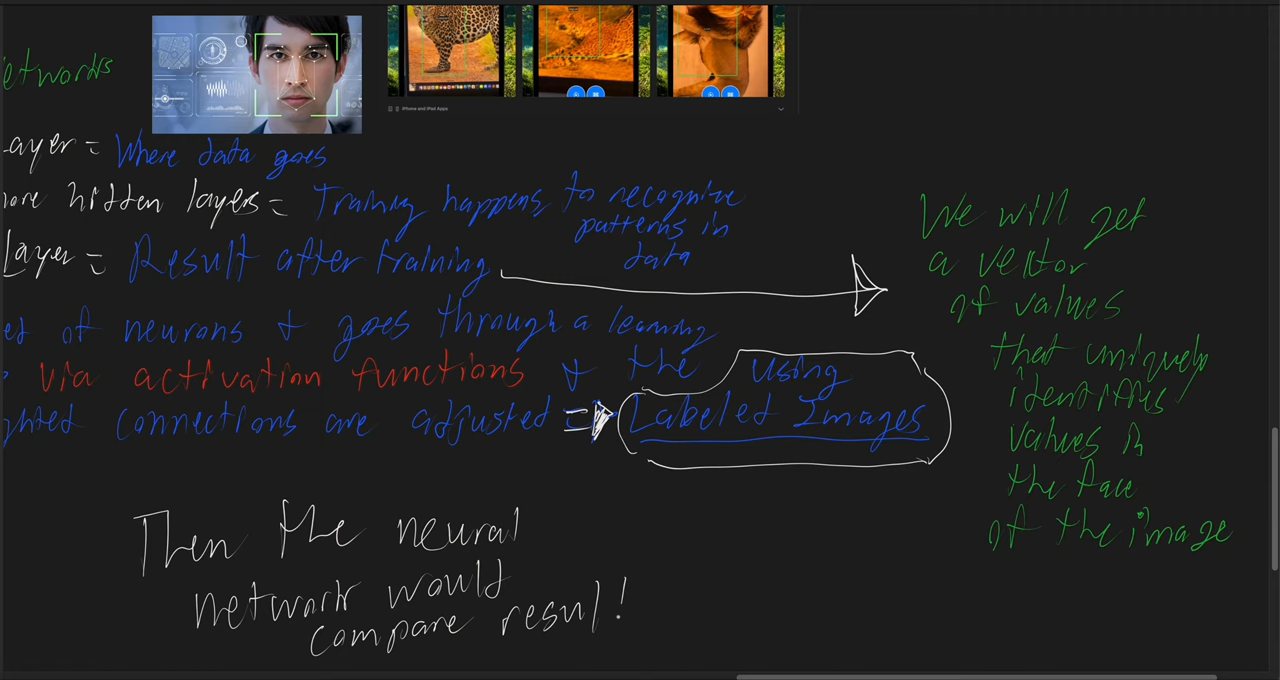 etworks
iPhone and iPad Apps
ayer = Where data goes
ore hidden layers = Training happens to recognize
patterns in
data
Layer = Result after training
ed of neurons & goes through a learning
via activation functions & the using
ghted connections are adjusted => Labeled Images
Then the neural
network would
compare resul!
We will get
a vektor
of values
that uniquely
identifies
values in
the face
of the image